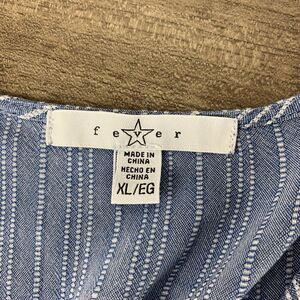 fever
MADE IN
CHINA
HECHO EN
CHINA
XL/EG